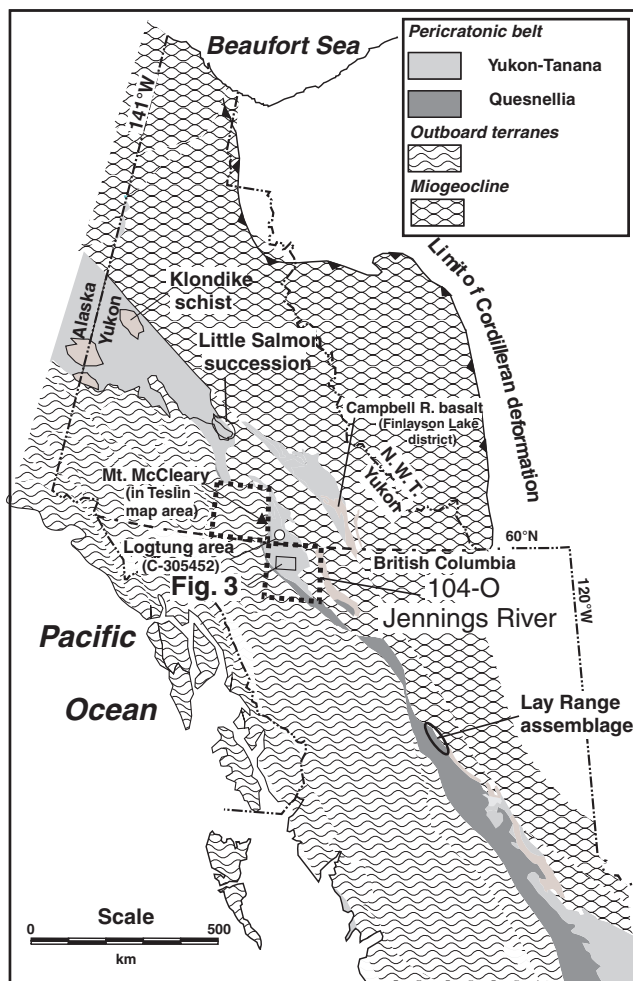 Beaufort Sea
Pericratonic belt
Yukon-Tanana
Quesnellia
Outboard terranes
Miogeocline
141°W
Limit of Cordilleran deformation
Klondike
schist
Alaska
Yukon
Little Salmon
succession
Campbell R. basalt
(Finlayson Lake
district)
N.W.T.
Yukon
Mt. McCleary
(in Teslin
map area)
60°N
Logtung area
(C-305452)
British Columbia
Fig. 3
104-O
Jennings River
120°W
Pacific
Ocean
Lay Range
assemblage
Scale
0
500
km